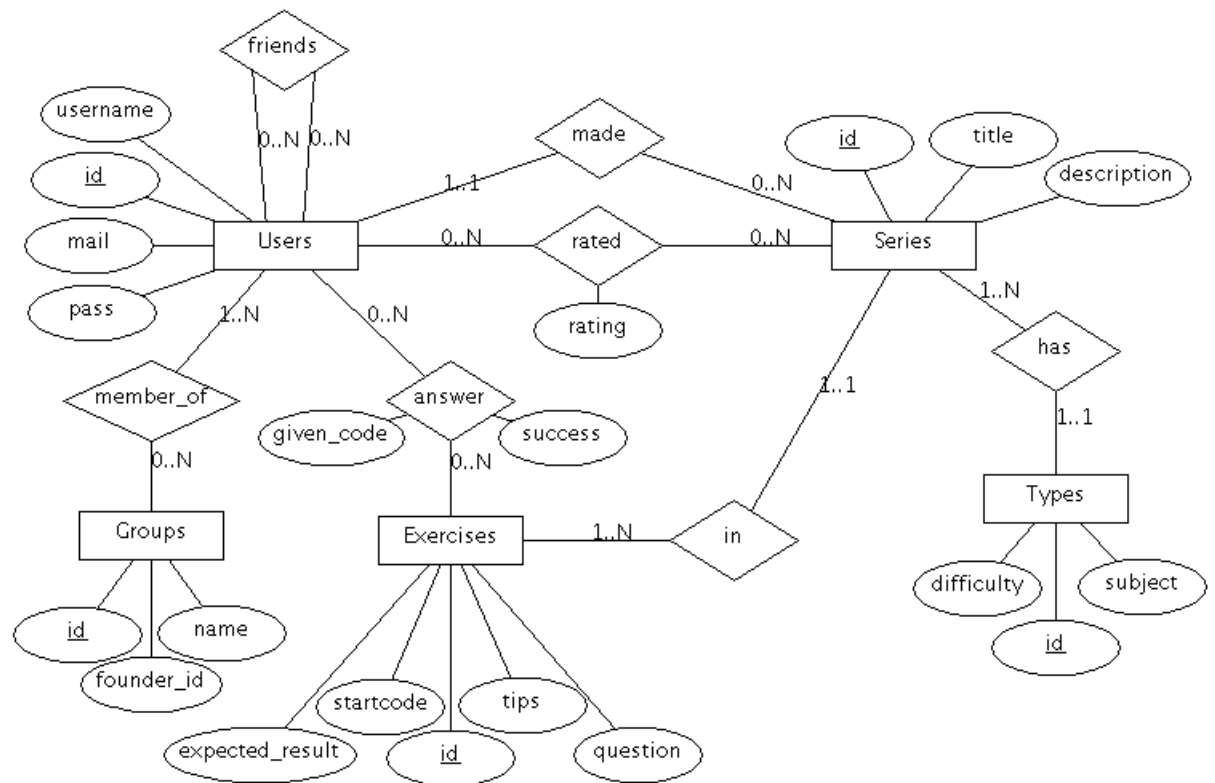 friends
username
0..N
0..N
made
id
title
id
description
1..1
0..N
mail
Users
0..N
rated
0..N
Series
pass
1..N
0..N
rating
1..N
has
member_of
answer
1..1
given_code
success
1..1
0..N
0..N
Types
Groups
Exercises
1..N
in
difficulty
subject
id
name
id
founder_id
startcode
tips
expected_result
id
question